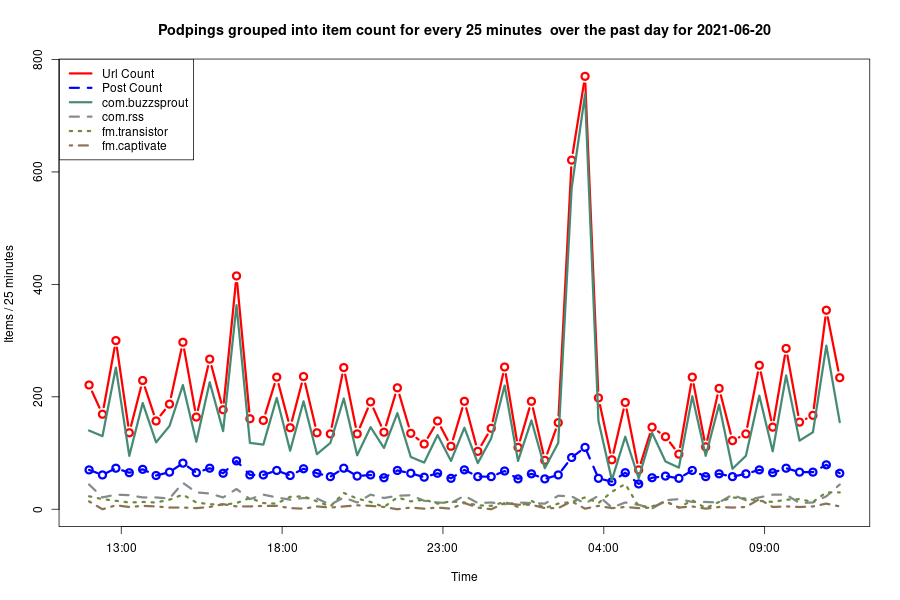 Podpings grouped into item count for every 25 minutes  over the past day for 2021-06-20
Url Count
Post Count
com.buzzsprout
com.rss
fm.transistor
fm.captivate
Items / 25 minutes
800
600
400
200
0
13:00 18:00 23:00 04:00 09:00
Time